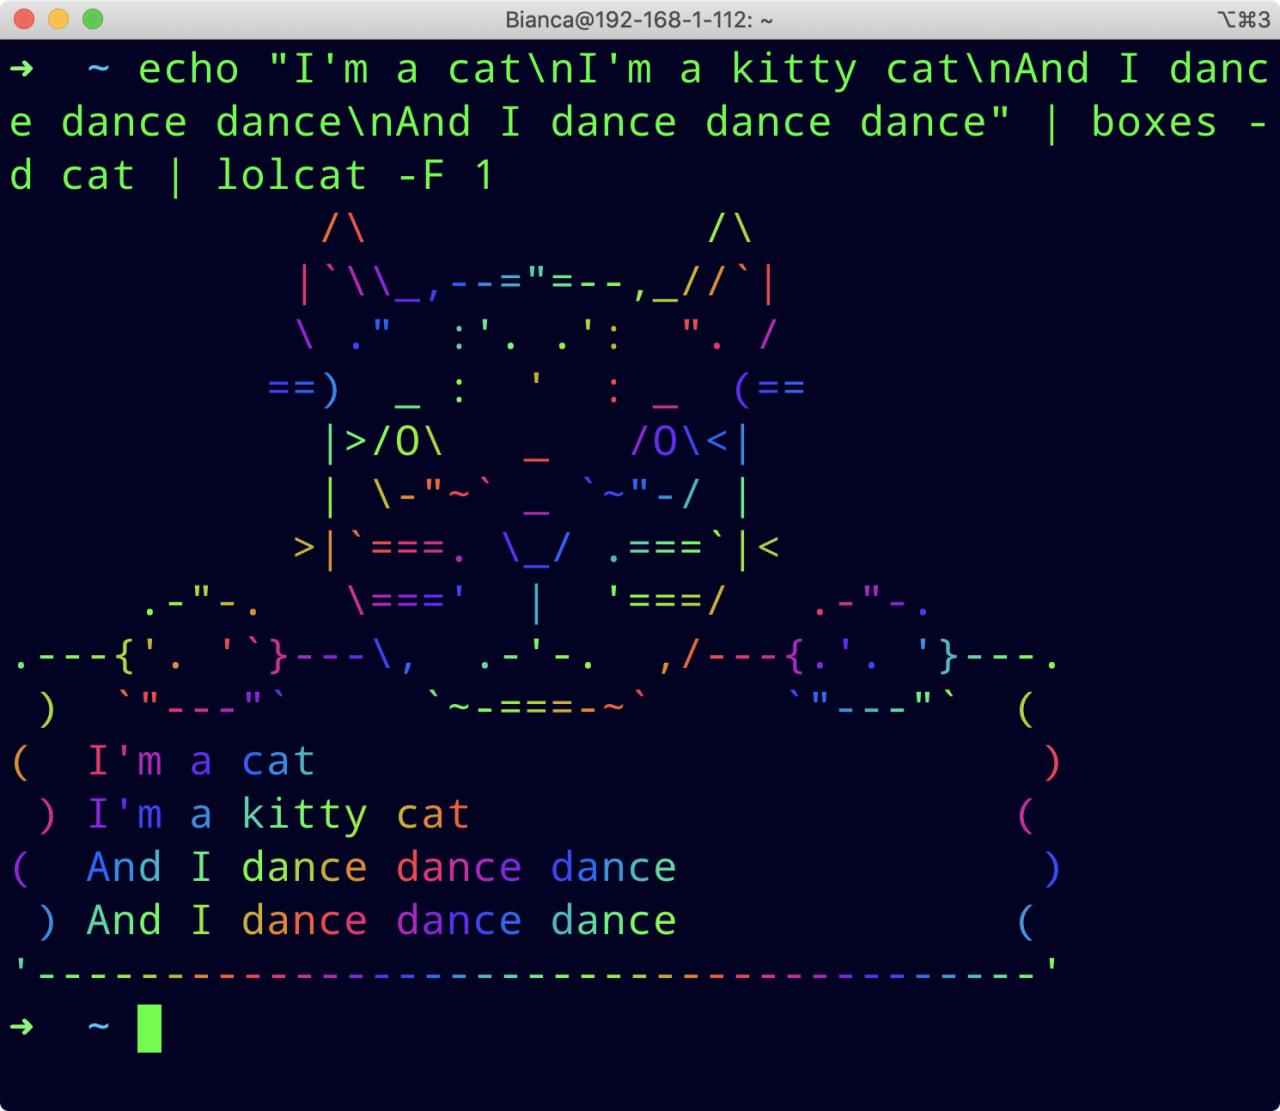 Bianca@192-168-1-112: ~ ⌥⌘3
➜  ~ echo "I'm a cat\nI'm a kitty cat\nAnd I danc
e dance dance\nAnd I dance dance dance" | boxes -
d cat | lolcat -F 1
            /\             /\
           |`\\_,--="=--,_//`|
           \ ."  :'. .':  ". /
          ==)  _ :  '  : _  (==
            |>/O\   _   /O\<|
            | \-"~` _ `~"-/ |
           >|`===. \_/ .===`|<
     .-"-.   \==='  |  '===/   .-"-.
.---{'. '`}---\,  .-'-.  ,/---{.'. '}---.
 )  `"---"`     `~-===-~`     `"---"`  (
(  I'm a cat                            )
 ) I'm a kitty cat                     (
(  And I dance dance dance              )
 ) And I dance dance dance             (
'---------------------------------------'
➜  ~